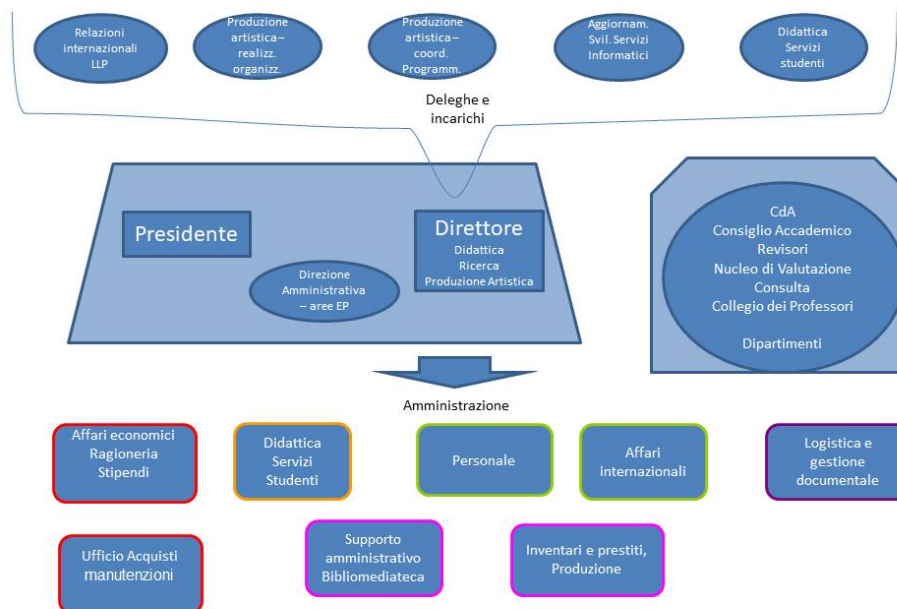 Relazioni
internazionali
LLP
Produzione
artistica–
realizz.
organizz.
Produzione
artistica–
coord.
Programm.
Aggiornam.
Svil. Servizi
Informatici
Didattica
Servizi
studenti
Deleghe e
incarichi
Presidente
Direttore
Didattica
Ricerca
Produzione Artistica
Direzione
Amministrativa
– aree EP
CdA
Consiglio Accademico
Revisori
Nucleo di Valutazione
Consulta
Collegio dei Professori
Dipartimenti
Amministrazione
Affari economici
Ragioneria
Stipendi
Didattica
Servizi
Studenti
Personale
Affari
internazionali
Logistica e
gestione
documentale
Ufficio Acquisti
manutenzioni
Supporto
amministrativo
Bibliomediateca
Inventari e prestiti,
Produzione